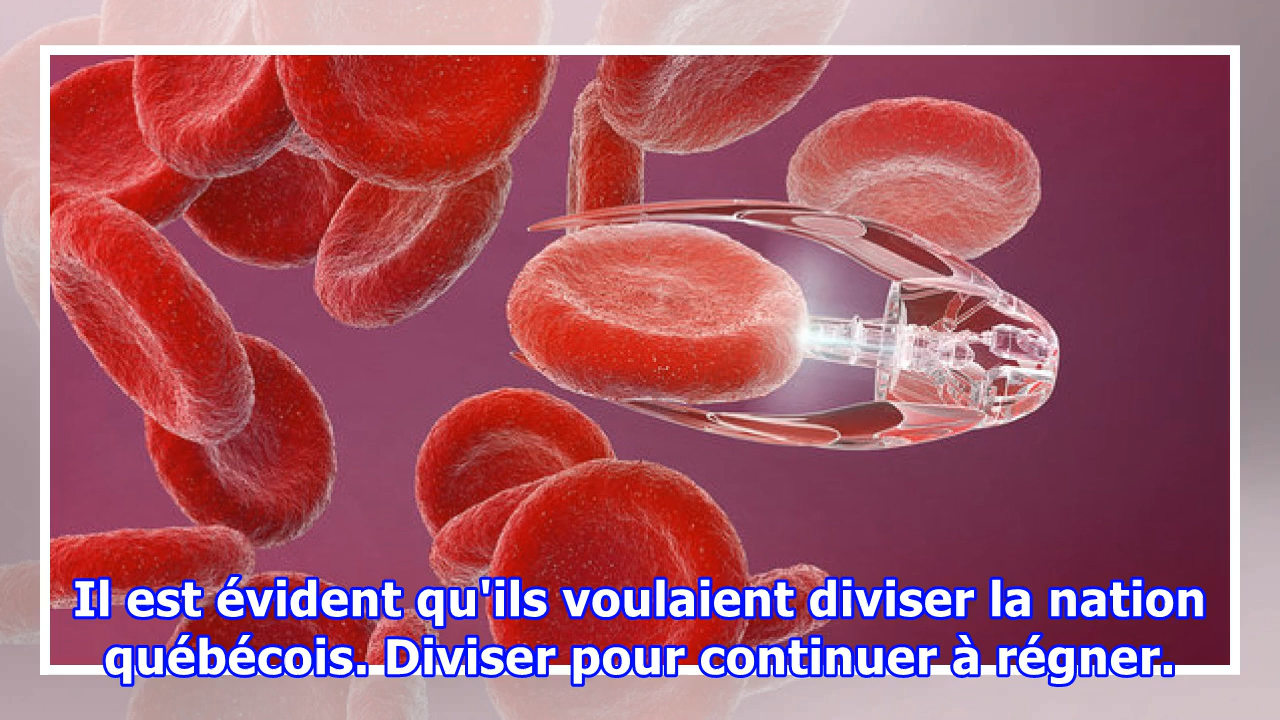 Il est évident qu'ils voulaient diviser la nation
québécois. Diviser pour continuer à régner.